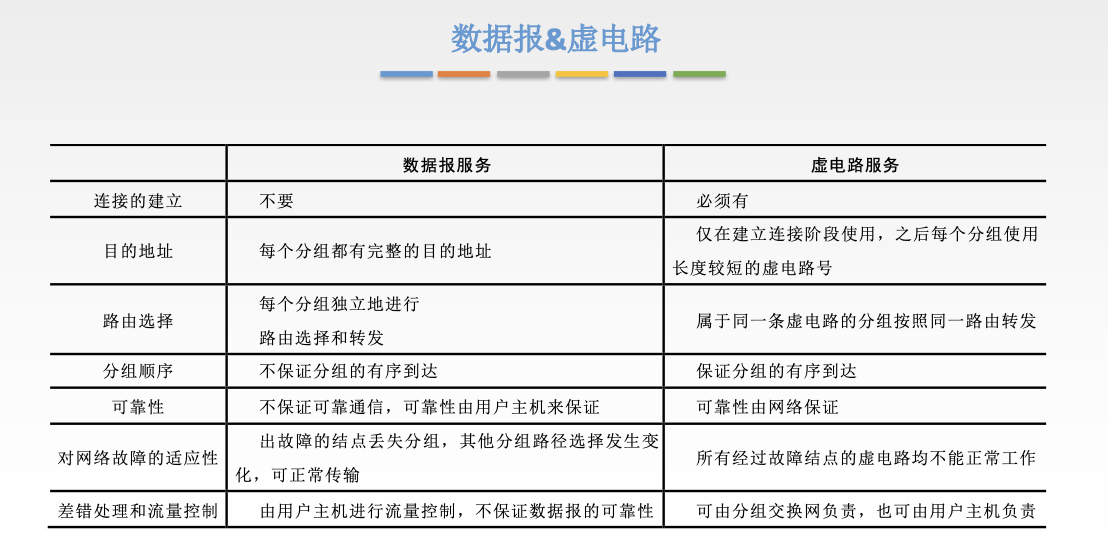 数据报&虚电路
数据报服务 虚电路服务
连接的建立 不要 必须有
目的地址 每个分组都有完整的目的地址 仅在建立连接阶段使用，之后每个分组使用
长度较短的虚电路号
路由选择 每个分组独立地进行
路由选择和转发 属于同一条虚电路的分组按照同一路由转发
分组顺序 不保证分组的有序到达 保证分组的有序到达
可靠性 不保证可靠通信，可靠性由用户主机来保证 可靠性由网络保证
对网络故障的适应性 出故障的结点丢失分组，其他分组路径选择发生变
化，可正常传输 所有经过故障结点的虚电路均不能正常工作
差错处理和流量控制 由用户主机进行流量控制，不保证数据报的可靠性 可由分组交换网负责，也可由用户主机负责